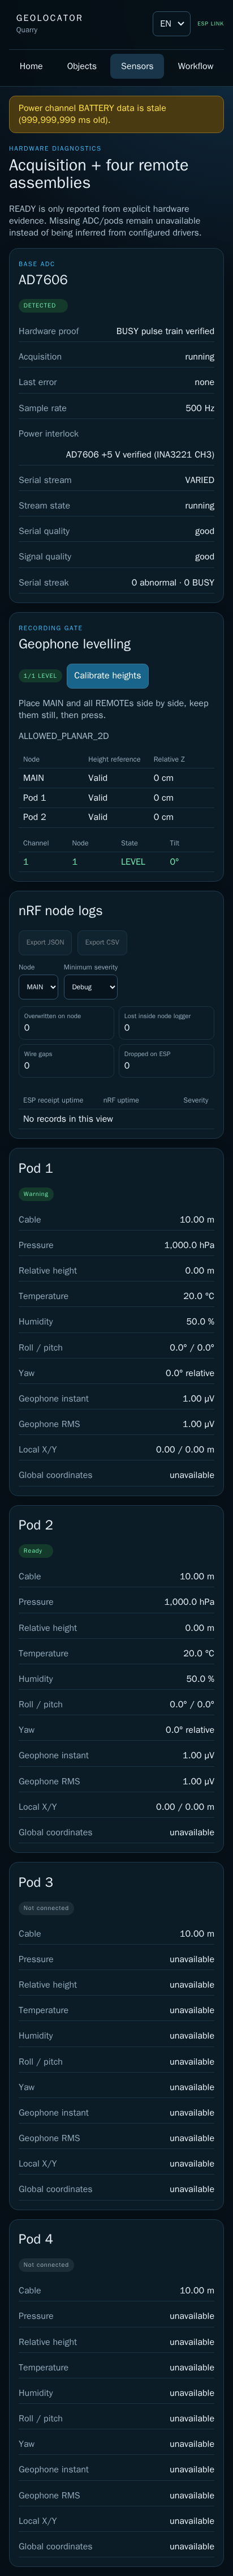 GEOLOCATOR
Quarry
EN
ESP LINK
Home Objects Sensors Workflow
Power channel BATTERY data is stale
(999,999,999 ms old).
HARDWARE DIAGNOSTICS
Acquisition + four remote
assemblies
READY is only reported from explicit hardware
evidence. Missing ADC/pods remain unavailable
instead of being inferred from configured drivers.
BASE ADC
AD7606
DETECTED
Hardware proof BUSY pulse train verified
Acquisition running
Last error none
Sample rate 500 Hz
Power interlock
AD7606 +5 V verified (INA3221 CH3)
Serial stream VARIED
Stream state running
Serial quality good
Signal quality good
Serial streak 0 abnormal · 0 BUSY
RECORDING GATE
Geophone levelling
1/1 LEVEL Calibrate heights
Place MAIN and all REMOTEs side by side, keep
them still, then press.
ALLOWED_PLANAR_2D
Node Height reference Relative Z
MAIN Valid 0 cm
Pod 1 Valid 0 cm
Pod 2 Valid 0 cm
Channel Node State Tilt
1 1 LEVEL 0°
nRF node logs
Export JSON Export CSV
Node Minimum severity
MAIN Debug
Overwritten on node Lost inside node logger
0 0
Wire gaps Dropped on ESP
0 0
ESP receipt uptime nRF uptime Severity
No records in this view
Pod 1
Warning
Cable 10.00 m
Pressure 1,000.0 hPa
Relative height 0.00 m
Temperature 20.0 °C
Humidity 50.0 %
Roll / pitch 0.0° / 0.0°
Yaw 0.0° relative
Geophone instant 1.00 µV
Geophone RMS 1.00 µV
Local X/Y 0.00 / 0.00 m
Global coordinates unavailable
Pod 2
Ready
Cable 10.00 m
Pressure 1,000.0 hPa
Relative height 0.00 m
Temperature 20.0 °C
Humidity 50.0 %
Roll / pitch 0.0° / 0.0°
Yaw 0.0° relative
Geophone instant 1.00 µV
Geophone RMS 1.00 µV
Local X/Y 0.00 / 0.00 m
Global coordinates unavailable
Pod 3
Not connected
Cable 10.00 m
Pressure unavailable
Relative height unavailable
Temperature unavailable
Humidity unavailable
Roll / pitch unavailable
Yaw unavailable
Geophone instant unavailable
Geophone RMS unavailable
Local X/Y unavailable
Global coordinates unavailable
Pod 4
Not connected
Cable 10.00 m
Pressure unavailable
Relative height unavailable
Temperature unavailable
Humidity unavailable
Roll / pitch unavailable
Yaw unavailable
Geophone instant unavailable
Geophone RMS unavailable
Local X/Y unavailable
Global coordinates unavailable